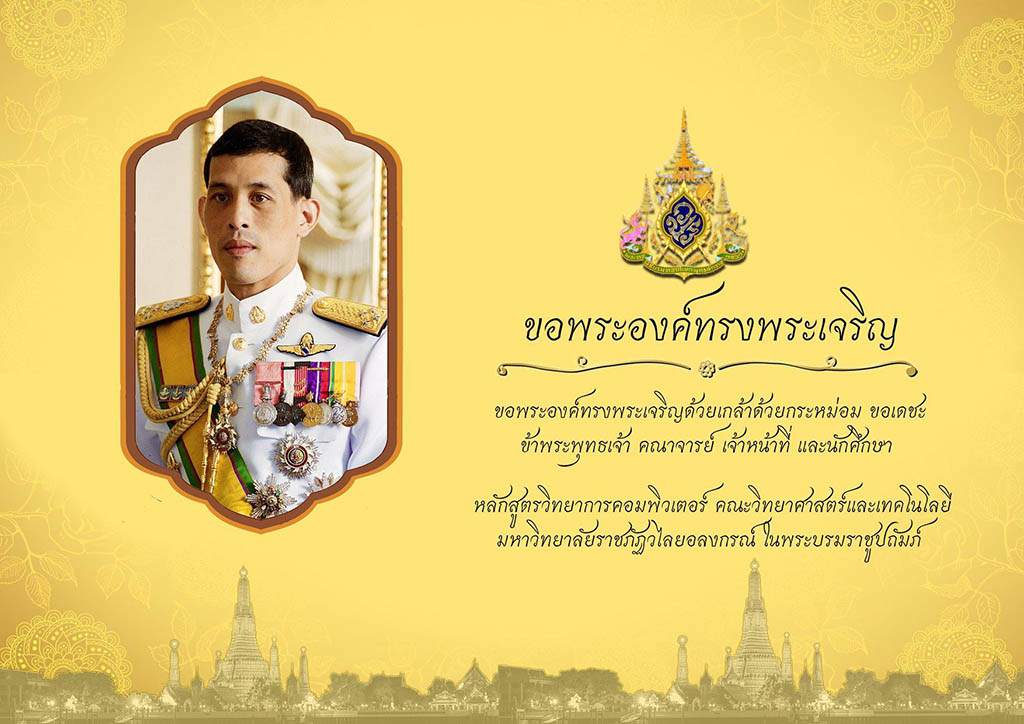 ขอพระองค์ทรงพระเจริญ
ขอพระองค์ทรงพระเจริญด้วยเกล้าด้วยกระหม่อม ขอเดชะ
ข้าพระพุทธเจ้า คณาจารย์ เจ้าหน้าที่ และนักศึกษา
หลักสูตรวิทยาการคอมพิวเตอร์ คณะวิทยาศาสตร์และเทคโนโลยี
มหาวิทยาลัยราชภัฏวไลยอลงกรณ์ ในพระบรมราชูปถัมภ์